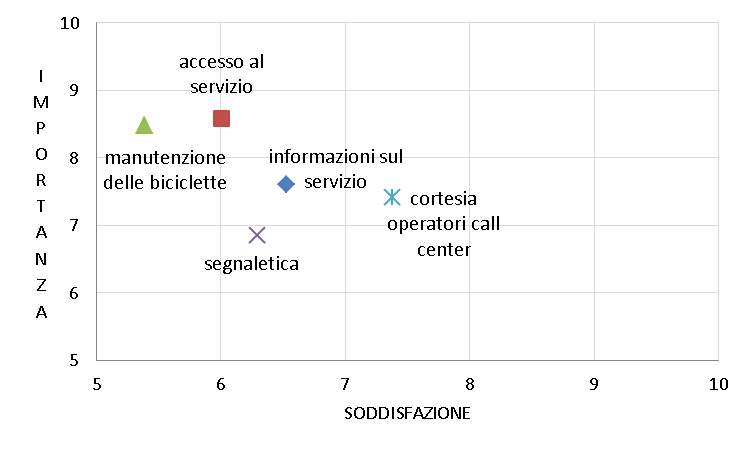 10
9
8
7
6
5
I
M
P
O
R
T
A
N
Z
A
accesso al
servizio
manutenzione
delle biciclette
informazioni sul
servizio
cortesia
operatori call
center
segnaletica
5 6 7 8 9 10
SODDISFAZIONE